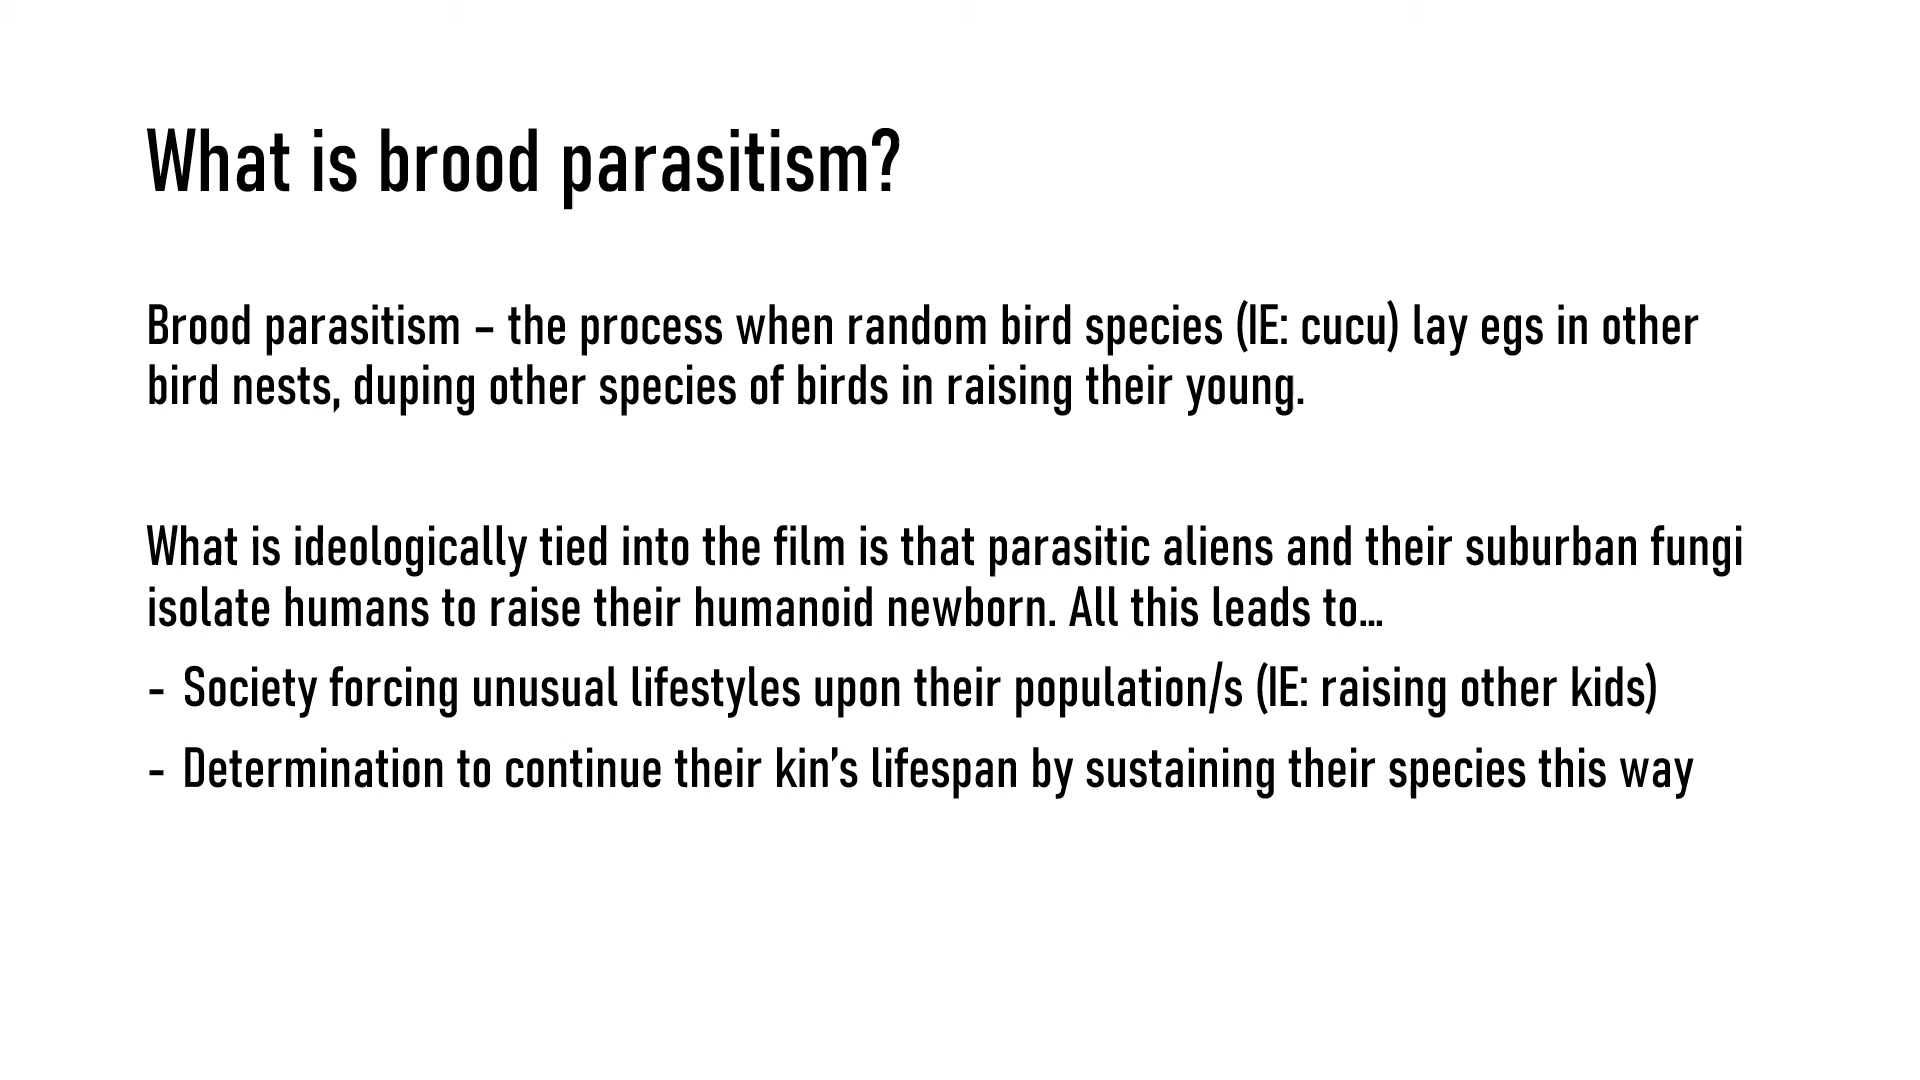 What is brood parasitism?
Brood parasitism – the process when random bird species (IE: cucu) lay egs in other
bird nests, duping other species of birds in raising their young.
What is ideologically tied into the film is that parasitic aliens and their suburban fungi
isolate humans to raise their humanoid newborn. All this leads to…
- Society forcing unusual lifestyles upon their population/s (IE: raising other kids)
- Determination to continue their kin’s lifespan by sustaining their species this way